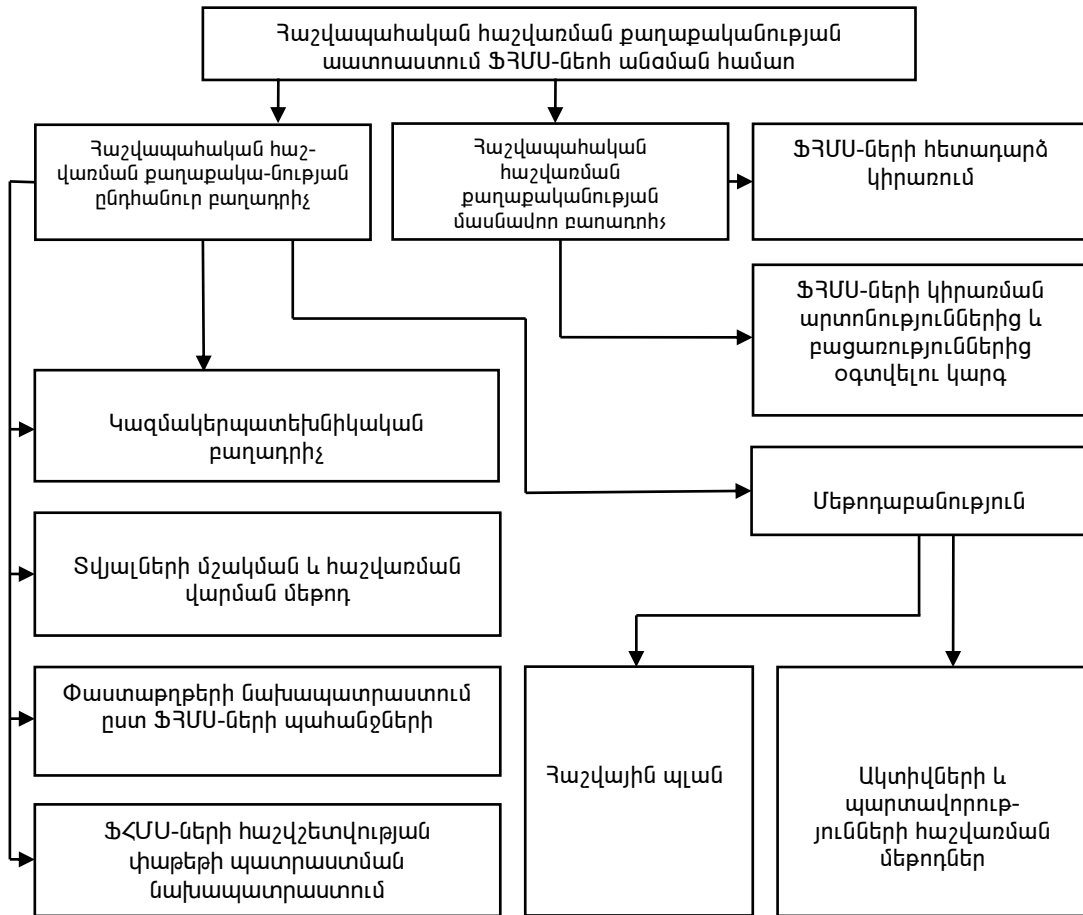 Հաշվապահական հաշվառման քաղաքականության
պատրաստում ՖՀՄՍ-ների անցման համար
Հաշվապահական հաշ-
վառման քաղաքակա-նության
ընդհանուր բաղադրիչ
Հաշվապահական
հաշվառման
քաղաքականության
մասնավոր բաղադրիչ
ՖՀՄՍ-ների հետադարձ
կիրառում
ՖՀՄՍ-ների կիրառման
արտոնություններից և
բացառություններից
օգտվելու կարգ
Կազմակերպատեխնիկական
բաղադրիչ
Մեթոդաբանություն
Տվյալների մշակման և հաշվառման
վարման մեթոդ
Փաստաթղթերի նախապատրաստում
ըստ ՖՀՄՍ-ների պահանջների
Հաշվային պլան
Ակտիվների և
պարտավորութ-
յունների հաշվառման
մեթոդներ
ՖՀՄՍ-ների հաշվշետվության
փաթեթի պատրաստման
նախապատրաստում